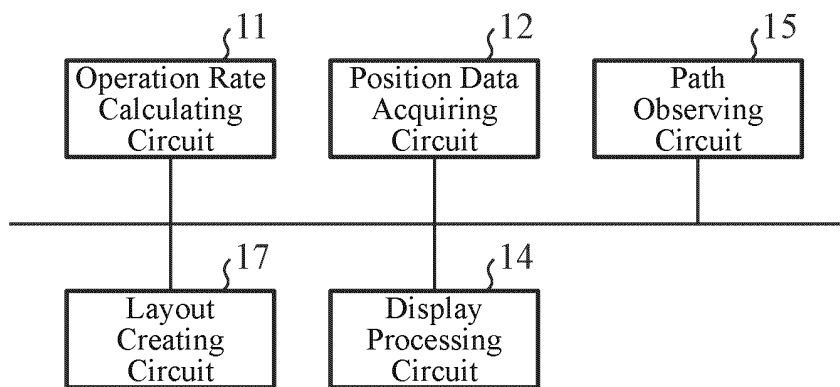 11
Operation Rate
Calculating
Circuit
12
Position Data
Acquiring
Circuit
15
Path
Observing
Circuit
17
Layout
Creating
Circuit
14
Display
Processing
Circuit